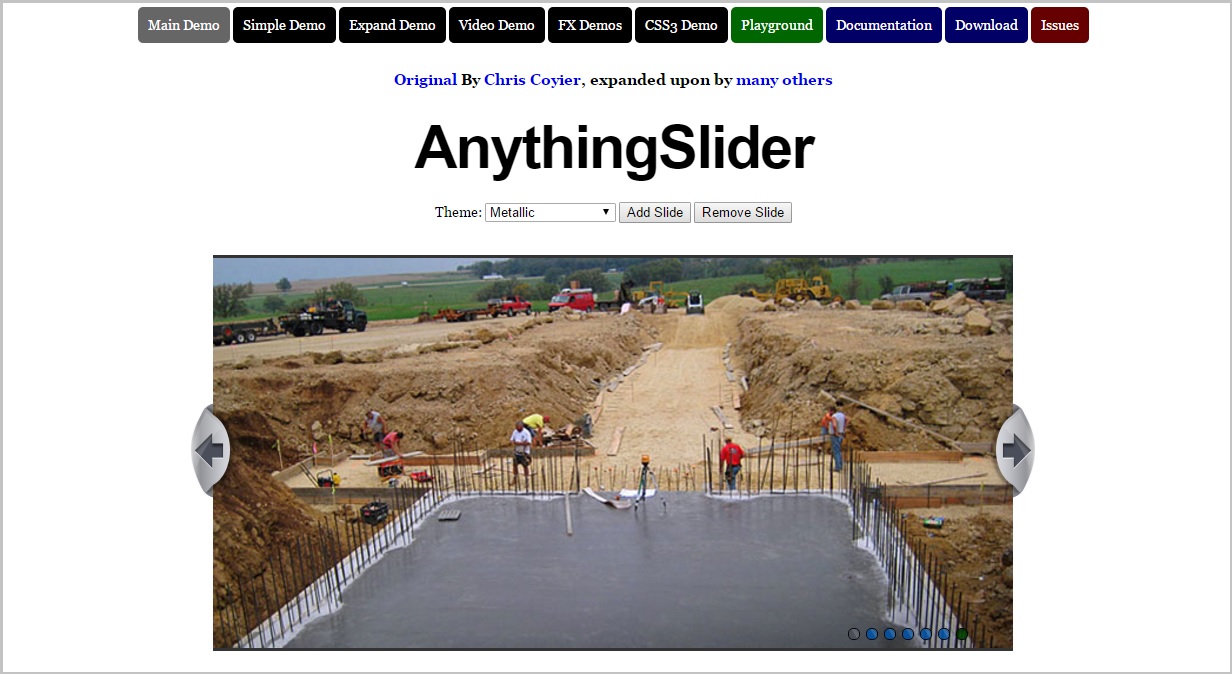 Main Demo Simple Demo Expand Demo Video Demo FX Demos CSS3 Demo Playground Documentation Download Issues
Original By Chris Coyier, expanded upon by many others
AnythingSlider
Theme: Metallic Add Slide Remove Slide